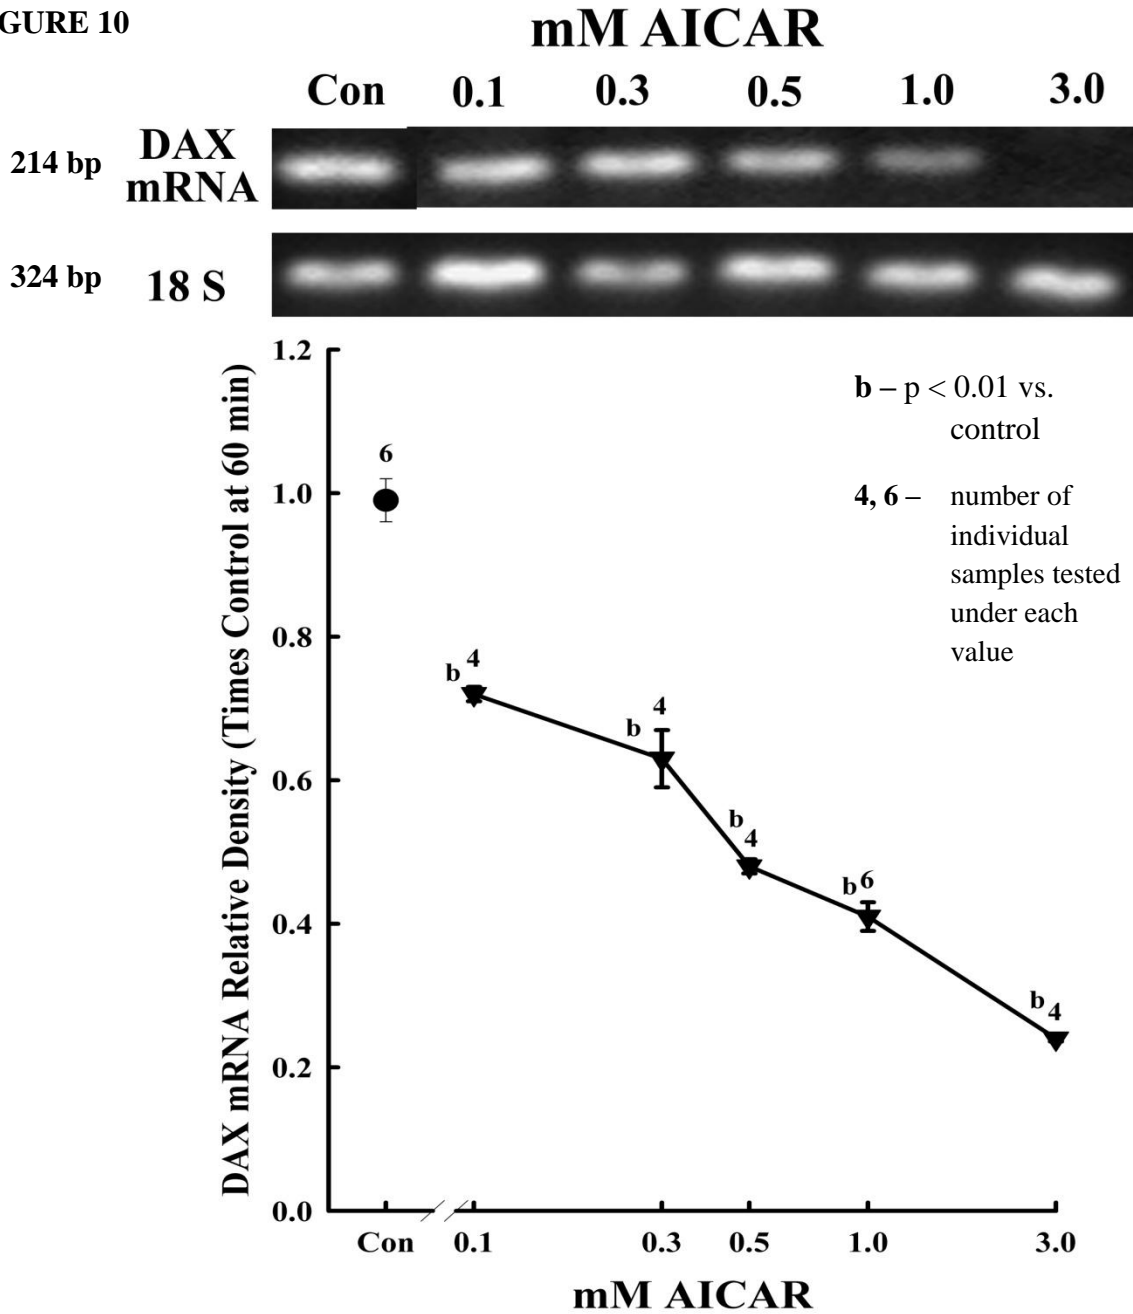 GURE 10
mM AICAR
Con 0.1 0.3 0.5 1.0 3.0
214 bp DAX
mRNA
324 bp 18 S
DAX mRNA Relative Density (Times Control at 60 min)
1.2
1.0
0.8
0.6
0.4
0.2
0.0
b – p < 0.01 vs.
control
4, 6 – number of
individual
samples tested
under each
value
6
b 4
b 4
b 4
b 6
b 4
Con 0.1 0.3 0.5 1.0 3.0
mM AICAR